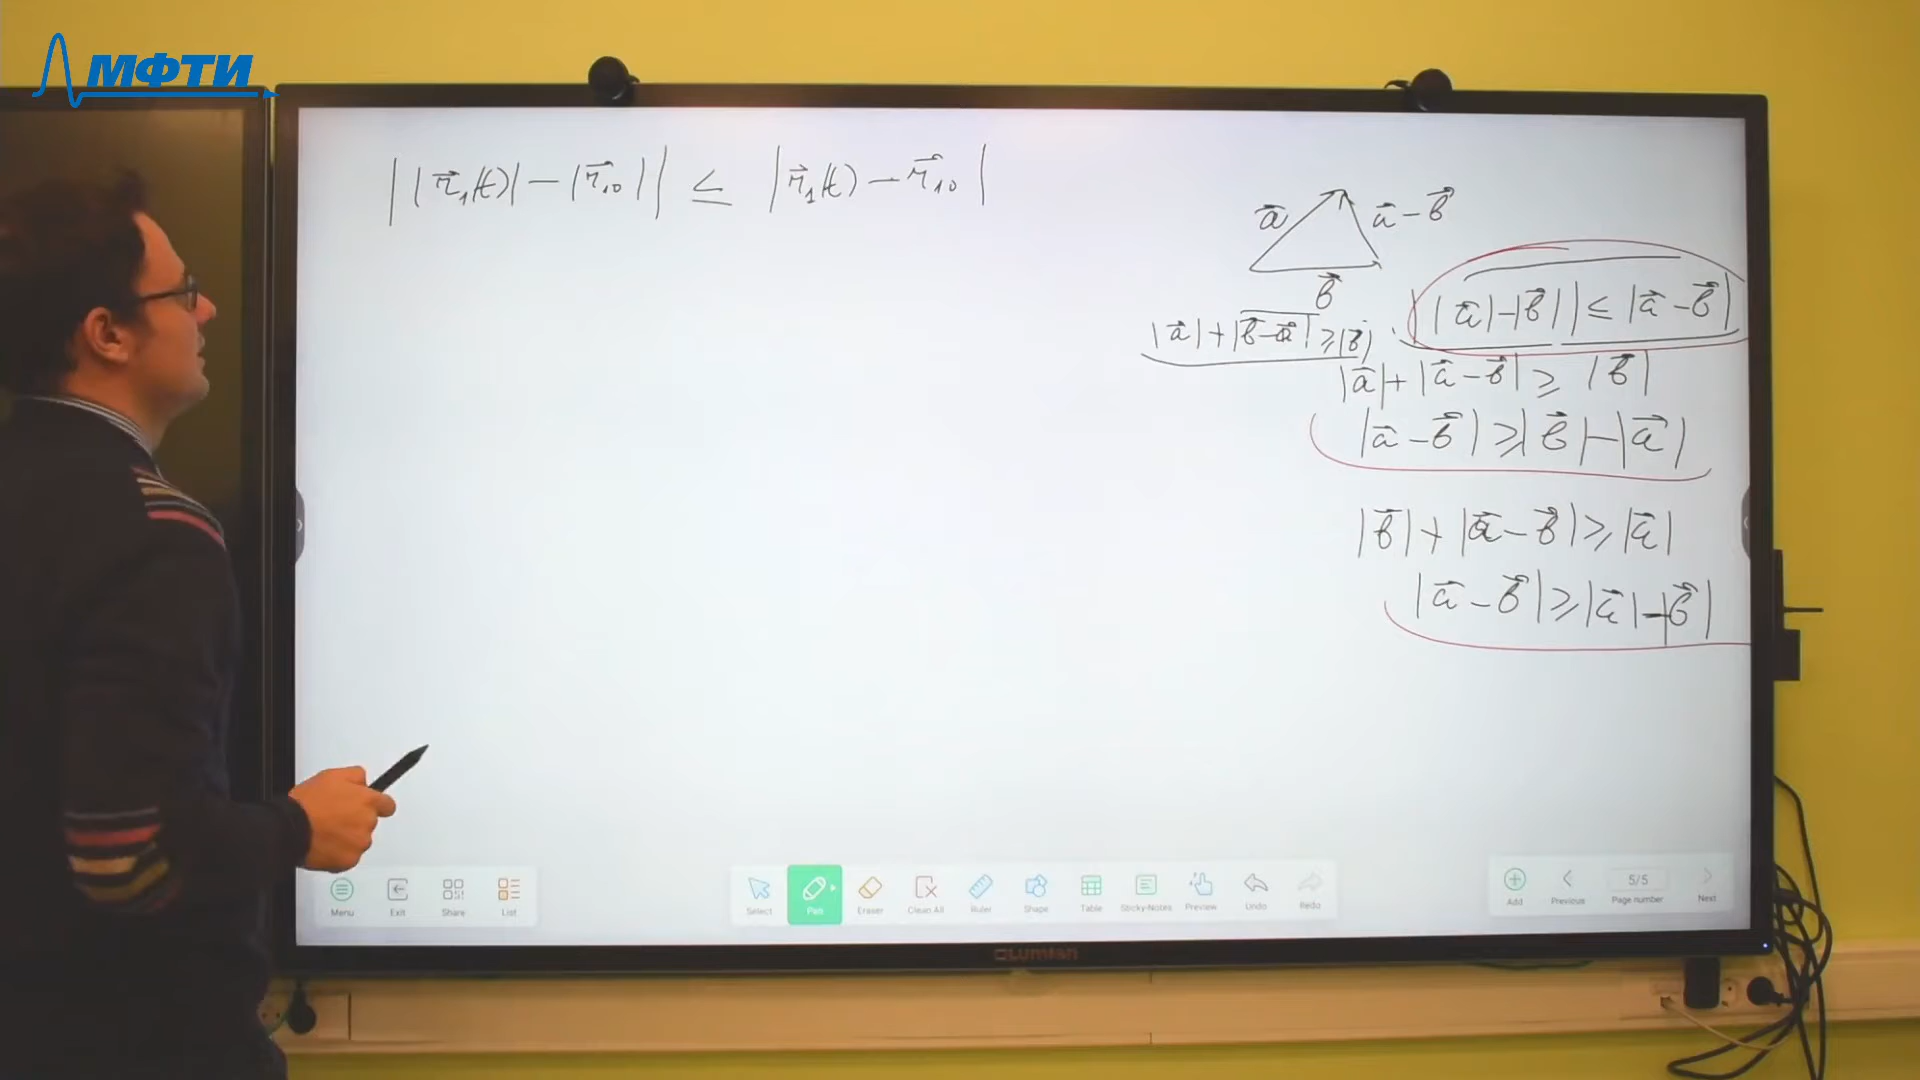 МФТИ
||r⃗₁(t)| − |r⃗₁₀|| ≤ |r⃗₁(t) − r⃗₁₀|
a⃗
a⃗ − b⃗
b⃗
||a⃗| − |b⃗|| ≤ |a⃗ − b⃗|
|a⃗| + |b⃗ − a⃗| ⩾ |b⃗|
|a⃗| + |a⃗ − b⃗| ⩾ |b⃗|
|a⃗ − b⃗| ⩾ |b⃗| − |a⃗|
|b⃗| + |a⃗ − b⃗| ⩾ |a⃗|
|a⃗ − b⃗| ⩾ |a⃗| − |b⃗|
Menu Exit Share List
Select Pen Eraser Clean All Ruler Shape Table Sticky-Notes Preview Undo Redo
5/5
Add Previous Page number Next
Lumien